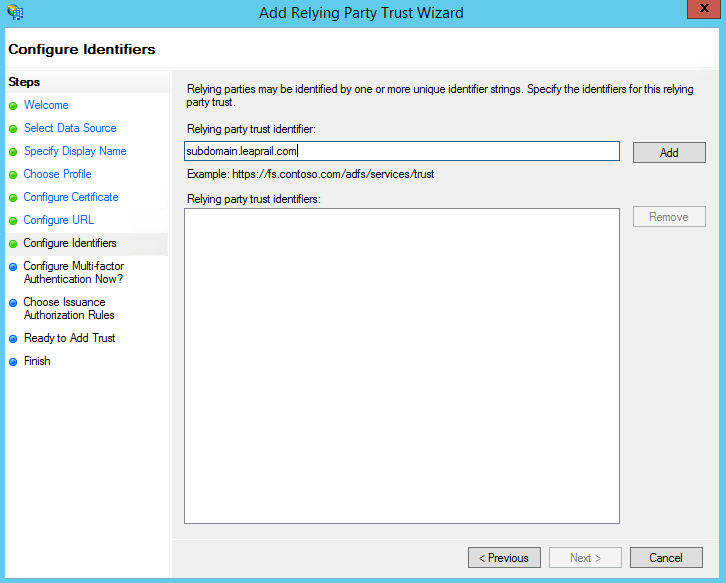 Add Relying Party Trust Wizard
x
Configure Identifiers
Steps
Welcome
Select Data Source
Specify Display Name
Choose Profile
Configure Certificate
Configure URL
Configure Identifiers
Configure Multi-factor
Authentication Now?
Choose Issuance
Authorization Rules
Ready to Add Trust
Finish
Relying parties may be identified by one or more unique identifier strings. Specify the identifiers for this relying
party trust.
Relying party trust identifier:
subdomain.leaprail.com
Add
Example: https://fs.contoso.com/adfs/services/trust
Relying party trust identifiers:
Remove
< Previous
Next >
Cancel